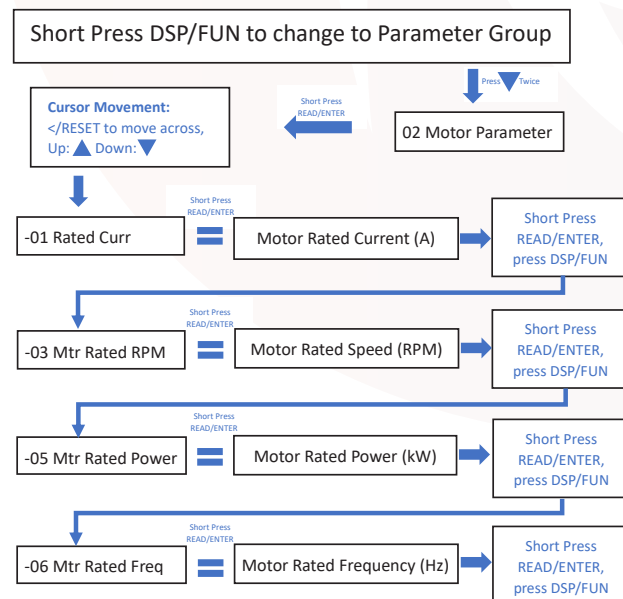 Short Press DSP/FUN to change to Parameter Group
Press ▼ Twice
Short Press
READ/ENTER
02 Motor Parameter
Cursor Movement:
</RESET to move across,
Up: ▲ Down: ▼
-01 Rated Curr
Short Press
READ/ENTER
Motor Rated Current (A)
Short Press
READ/ENTER,
press DSP/FUN
-03 Mtr Rated RPM
Short Press
READ/ENTER
Motor Rated Speed (RPM)
Short Press
READ/ENTER,
press DSP/FUN
-05 Mtr Rated Power
Short Press
READ/ENTER
Motor Rated Power (kW)
Short Press
READ/ENTER,
press DSP/FUN
-06 Mtr Rated Freq
Short Press
READ/ENTER
Motor Rated Frequency (Hz)
Short Press
READ/ENTER,
press DSP/FUN